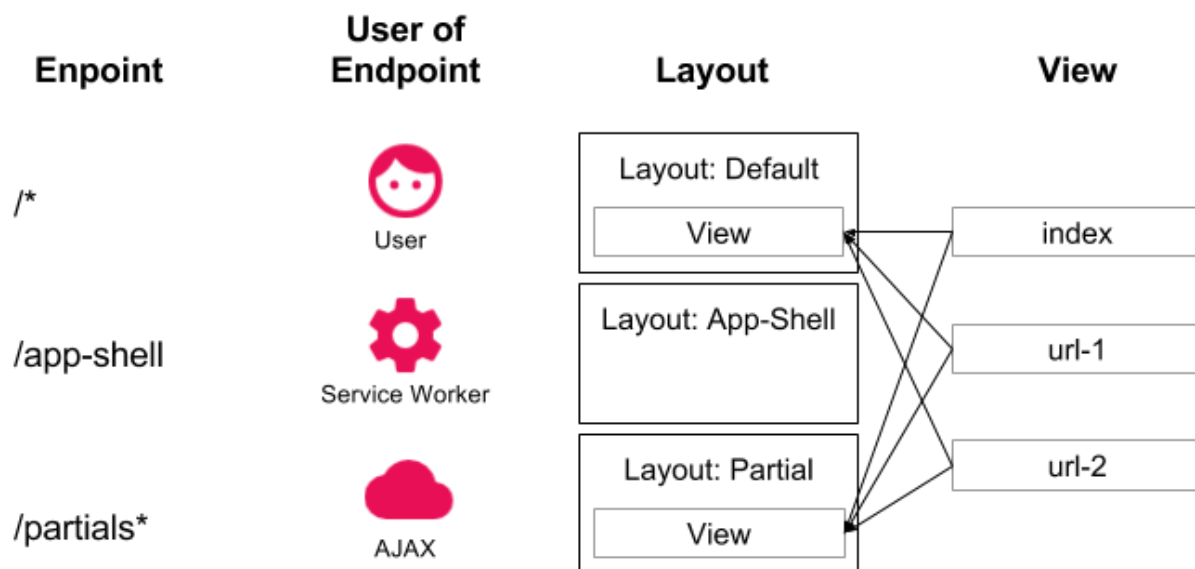 Enpoint
User of
Endpoint
Layout
View
/*
User
Layout: Default
View
index
/app-shell
Service Worker
Layout: App-Shell
url-1
/partials*
AJAX
Layout: Partial
View
url-2